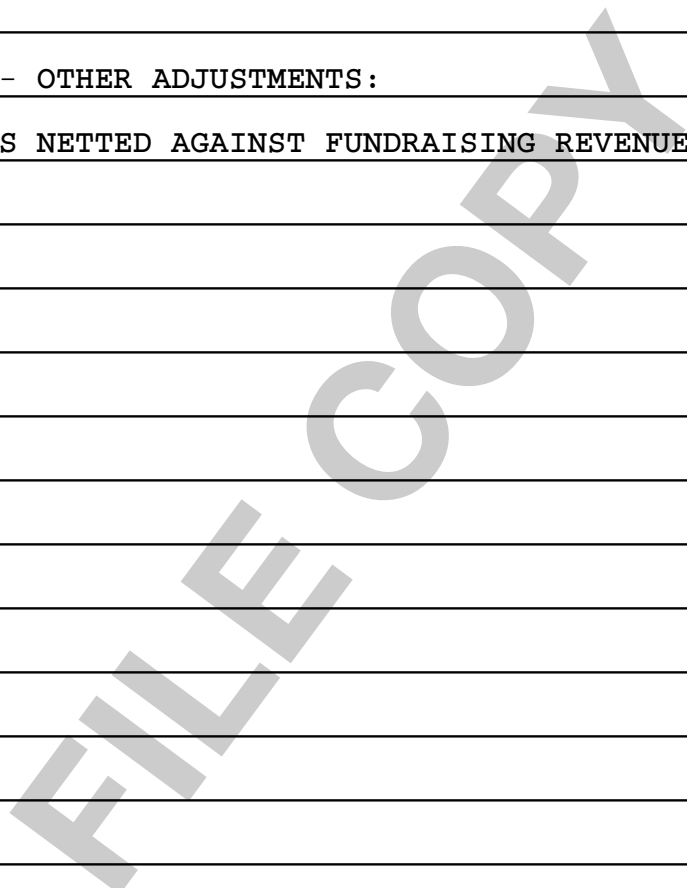 - OTHER ADJUSTMENTS:
S NETTED AGAINST FUNDRAISING REVENUE
FILE COPY